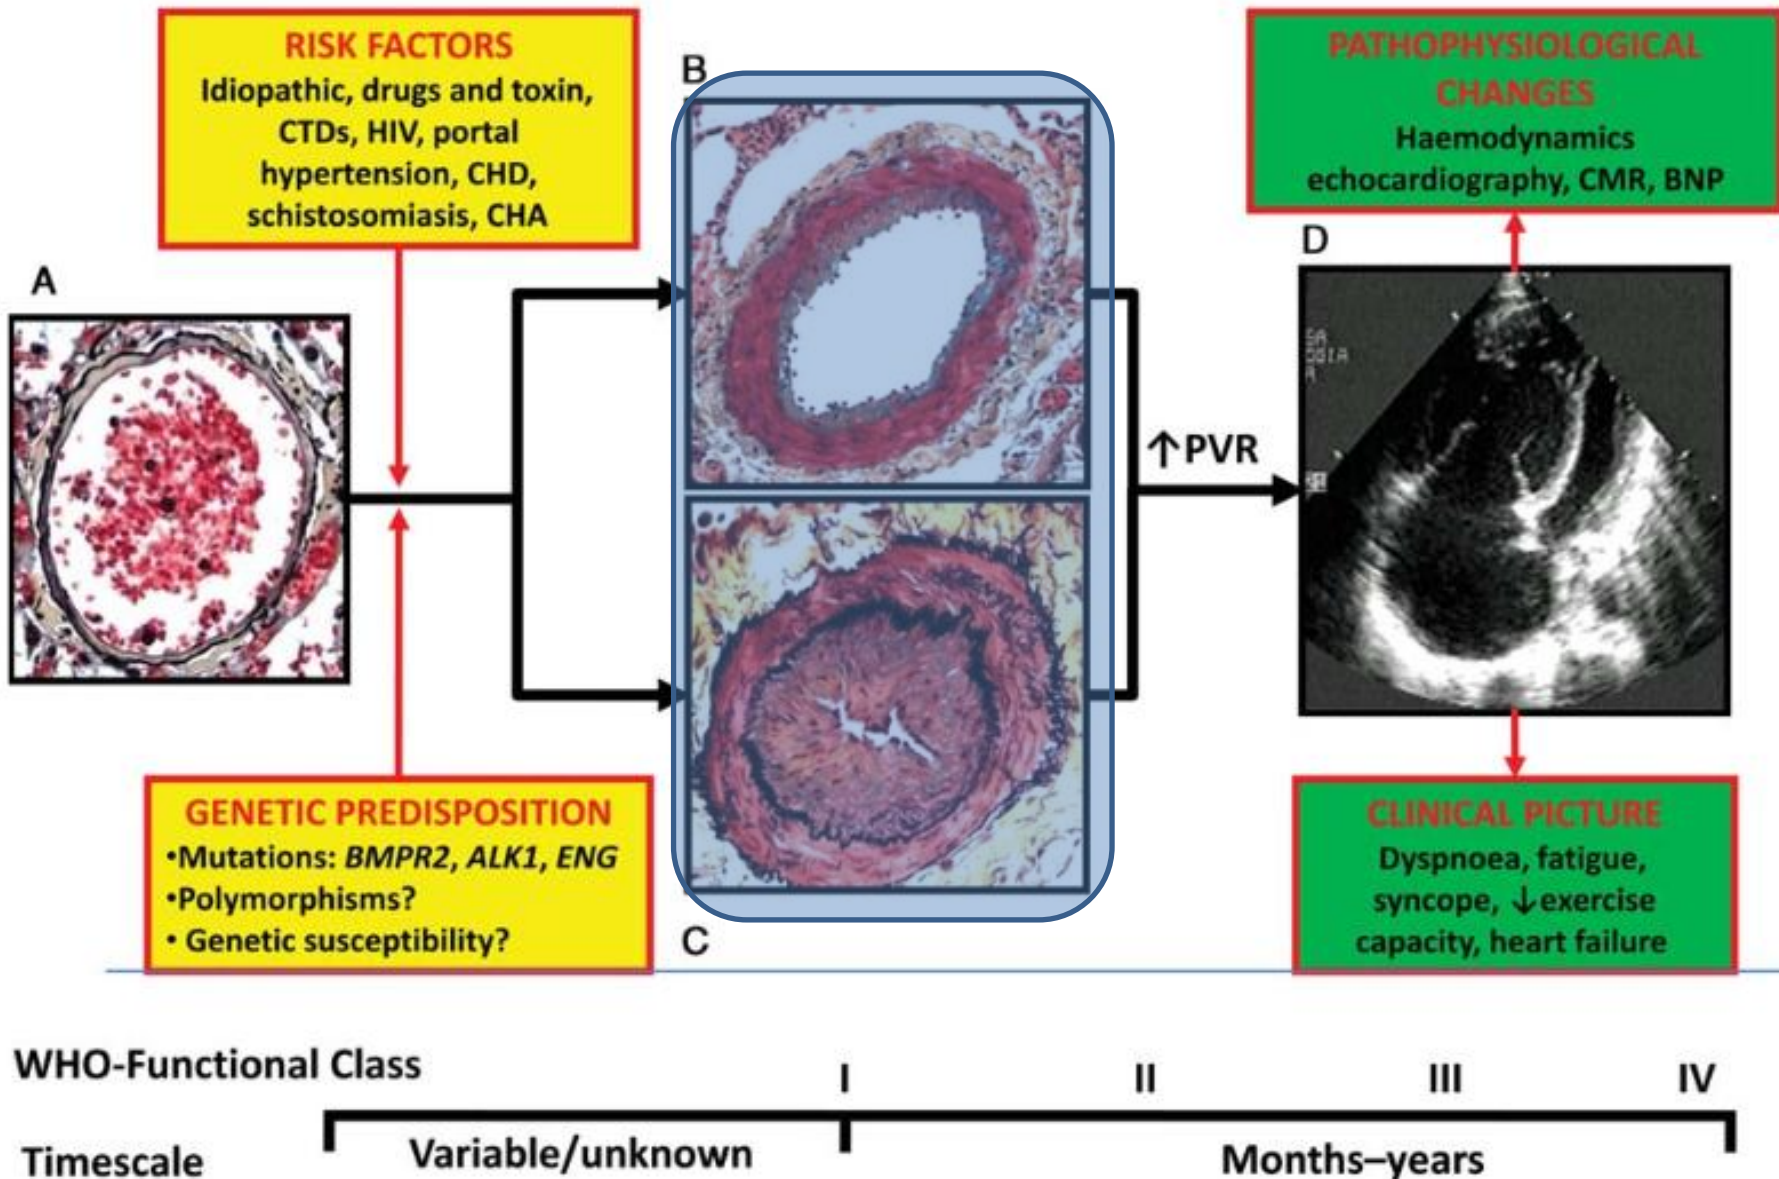 RISK FACTORS
Idiopathic, drugs and toxin,
CTDs, HIV, portal
hypertension, CHD,
schistosomiasis, CHA
B
PATHOPHYSIOLOGICAL
CHANGES
Haemodynamics
echocardiography, CMR, BNP
A
D
↑PVR
GENETIC PREDISPOSITION
•Mutations: BMPR2, ALK1, ENG
•Polymorphisms?
• Genetic susceptibility?
C
CLINICAL PICTURE
Dyspnoea, fatigue,
syncope, ↓exercise
capacity, heart failure
WHO-Functional Class
I II III IV
Timescale
Variable/unknown
Months–years